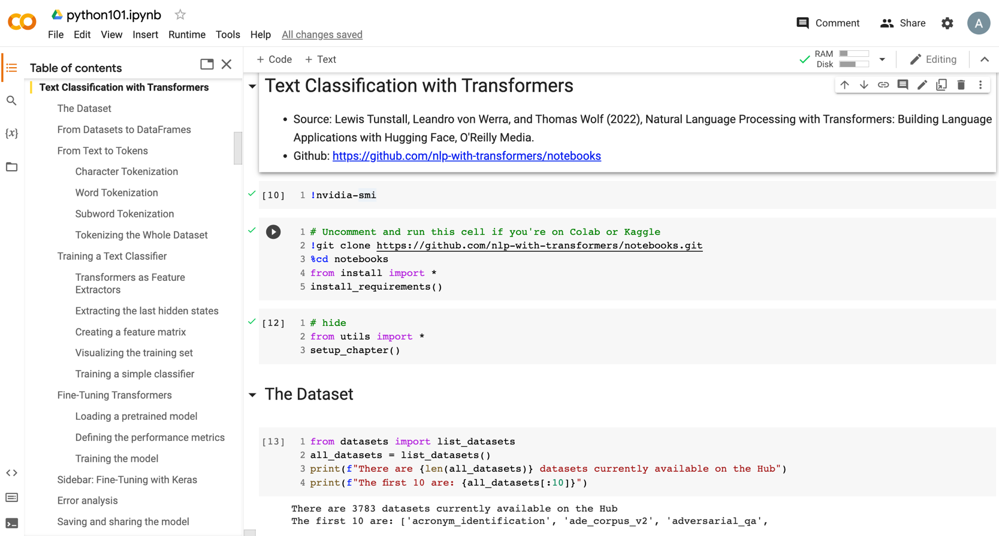 python101.ipynb
File Edit View Insert Runtime Tools Help All changes saved
Comment Share A
Table of contents
Text Classification with Transformers
The Dataset
From Datasets to DataFrames
From Text to Tokens
Character Tokenization
Word Tokenization
Subword Tokenization
Tokenizing the Whole Dataset
Training a Text Classifier
Transformers as Feature
Extractors
Extracting the last hidden states
Creating a feature matrix
Visualizing the training set
Training a simple classifier
Fine-Tuning Transformers
Loading a pretrained model
Defining the performance metrics
Training the model
Sidebar: Fine-Tuning with Keras
Error analysis
Saving and sharing the model
{x}
+ Code + Text
RAM
Disk
Editing
Text Classification with Transformers
• Source: Lewis Tunstall, Leandro von Werra, and Thomas Wolf (2022), Natural Language Processing with Transformers: Building Language
Applications with Hugging Face, O'Reilly Media.
• Github: https://github.com/nlp-with-transformers/notebooks
[10] 1 !nvidia-smi
1 # Uncomment and run this cell if you're on Colab or Kaggle
2 !git clone https://github.com/nlp-with-transformers/notebooks.git
3 %cd notebooks
4 from install import *
5 install_requirements()
[12] 1 # hide
2 from utils import *
3 setup_chapter()
The Dataset
[13] 1 from datasets import list_datasets
2 all_datasets = list_datasets()
3 print(f"There are {len(all_datasets)} datasets currently available on the Hub")
4 print(f"The first 10 are: {all_datasets[:10]}")
There are 3783 datasets currently available on the Hub
The first 10 are: ['acronym_identification', 'ade_corpus_v2', 'adversarial_qa',